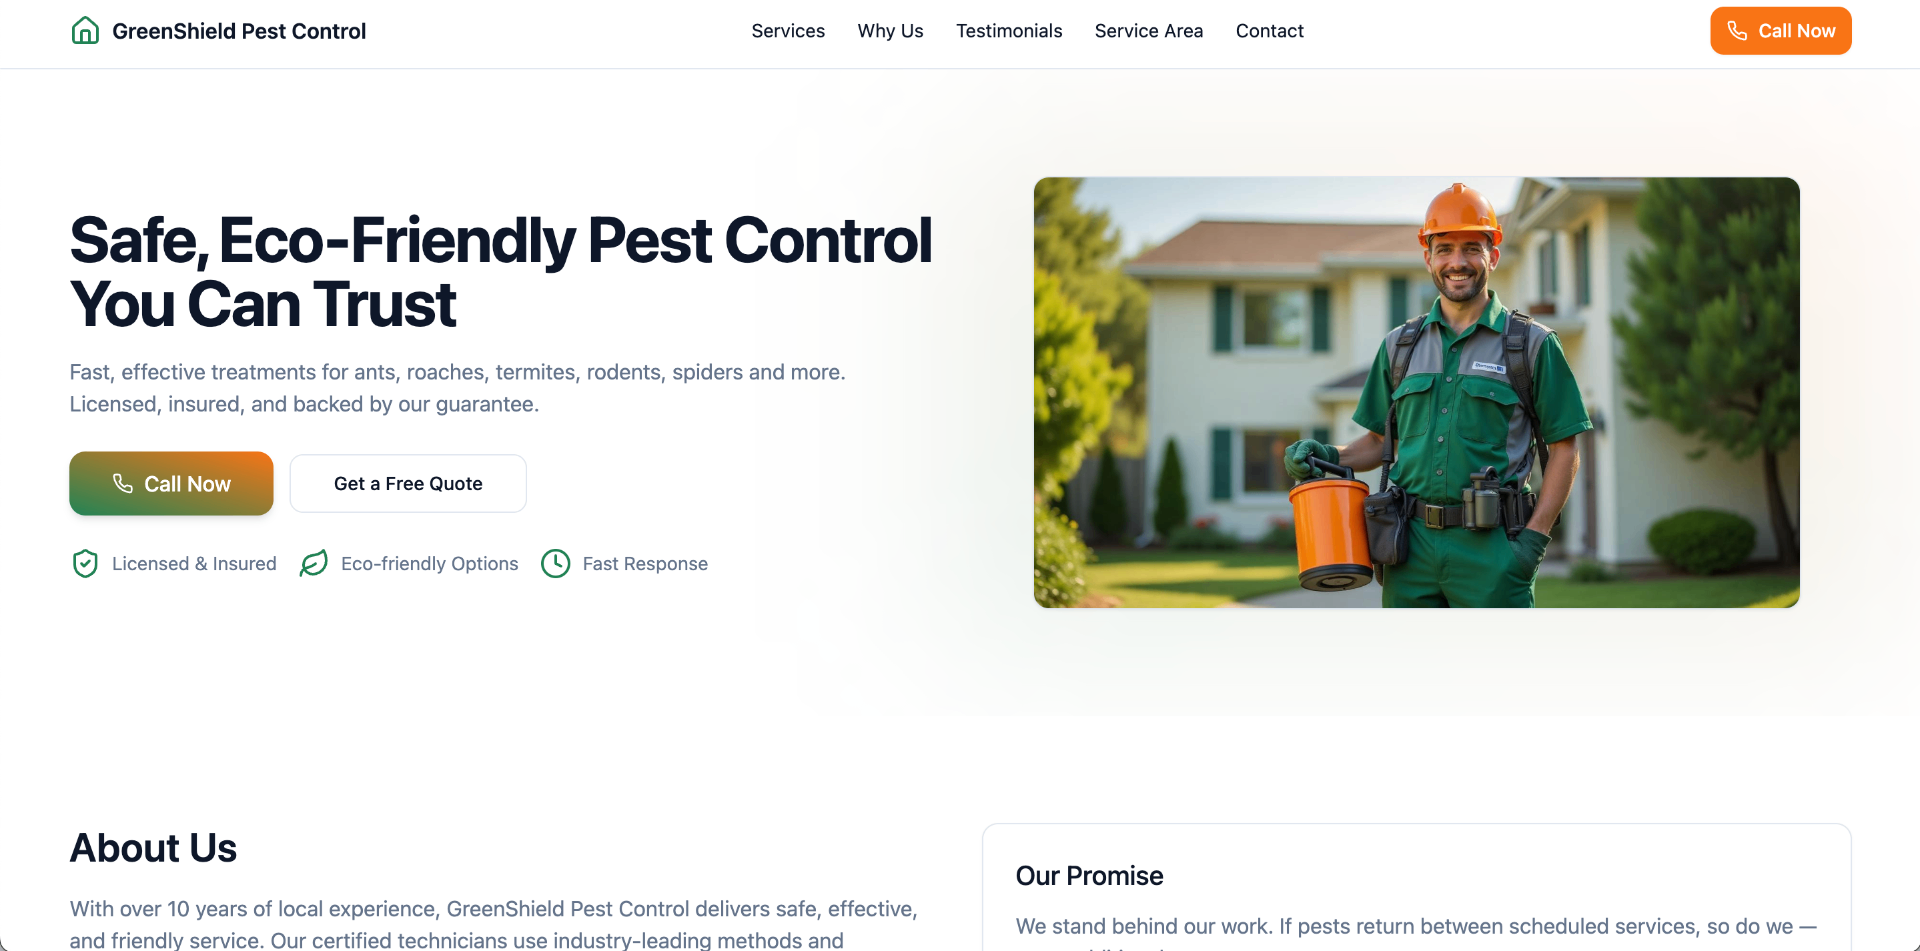 GreenShield Pest Control
Services
Why Us
Testimonials
Service Area
Contact
Call Now
Safe, Eco-Friendly Pest Control
You Can Trust
Fast, effective treatments for ants, roaches, termites, rodents, spiders and more.
Licensed, insured, and backed by our guarantee.
Call Now
Get a Free Quote
Licensed & Insured
Eco-friendly Options
Fast Response
About Us
With over 10 years of local experience, GreenShield Pest Control delivers safe, effective,
and friendly service. Our certified technicians use industry-leading methods and
Our Promise
We stand behind our work. If pests return between scheduled services, so do we —